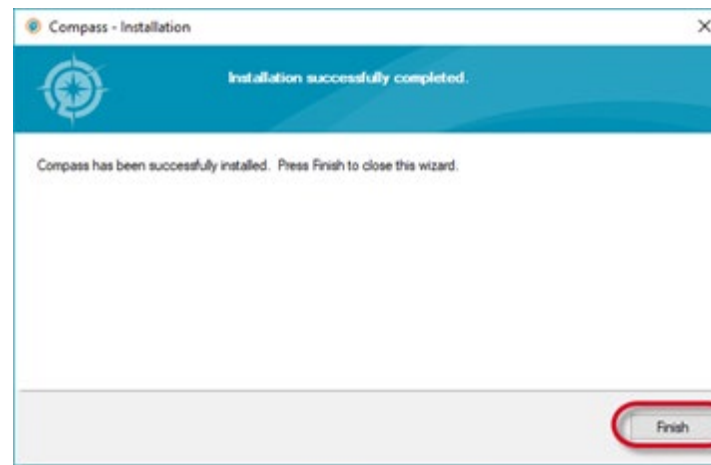 Compass - Installation
Installation successfully completed.
Compass has been successfully installed. Press Finish to close this wizard.
Finish